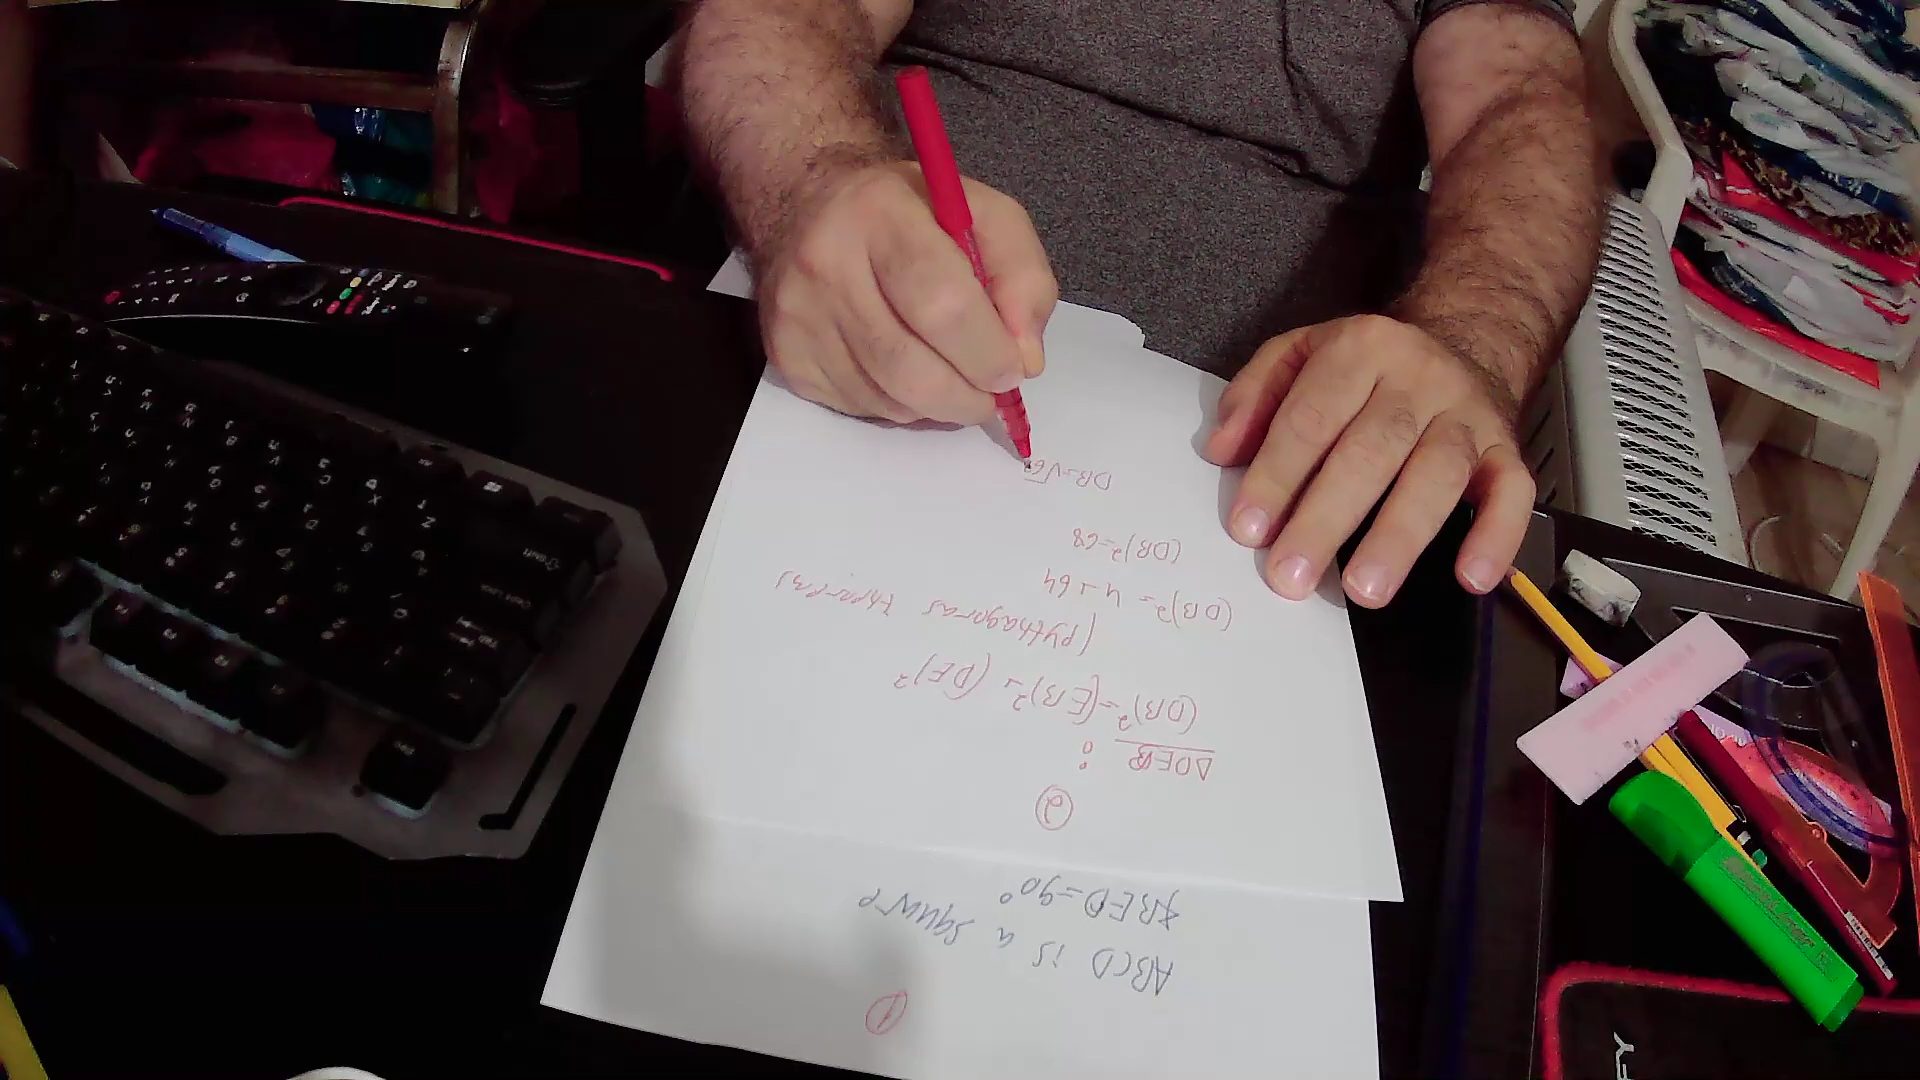 ①
ABCD is a square
∡BED=90°
②
ΔDEB:
(DB)²=(EB)²+(DE)²
(pythagoras theorem)
(DB)²= 4+64
(DB)²=68
DB=√68